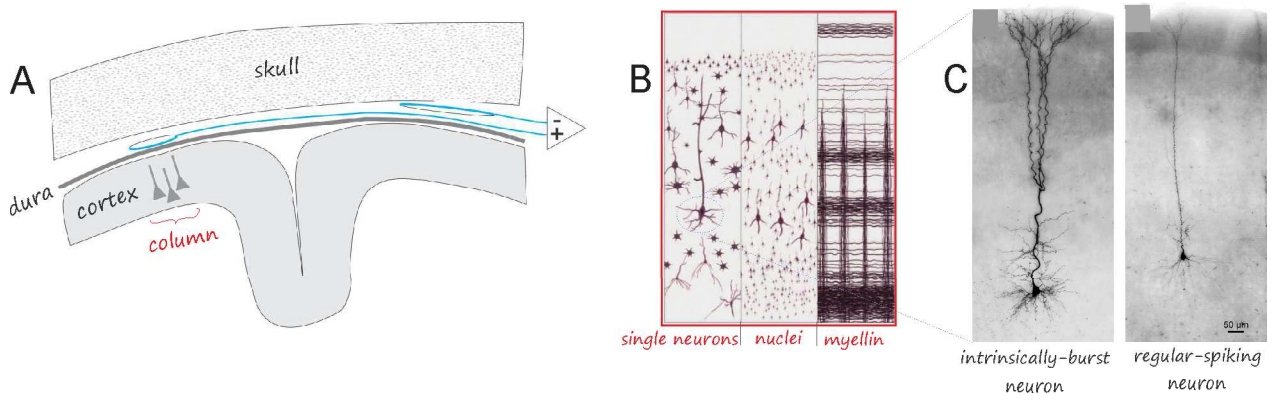 A
skull
-
+
dura
cortex
column
B
single neurons
nuclei
myellin
C
50 µm
intrinsically-burst
neuron
regular-spiking
neuron